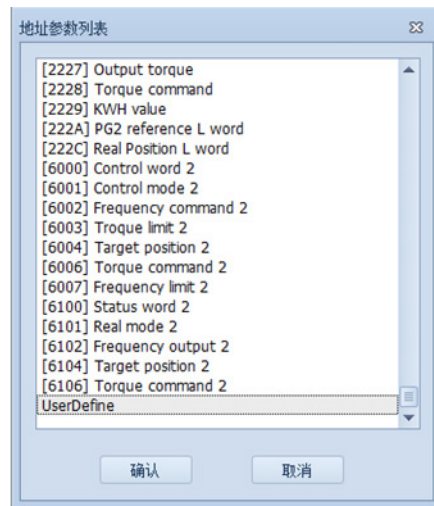 地址参数列表
[2227] Output torque
[2228] Torque command
[2229] KWH value
[222A] PG2 reference L word
[222C] Real Position L word
[6000] Control word 2
[6001] Control mode 2
[6002] Frequency command 2
[6003] Troque limit 2
[6004] Target position 2
[6006] Torque command 2
[6007] Frequency limit 2
[6100] Status word 2
[6101] Real mode 2
[6102] Frequency output 2
[6104] Target position 2
[6106] Torque command 2
UserDefine
确认 取消